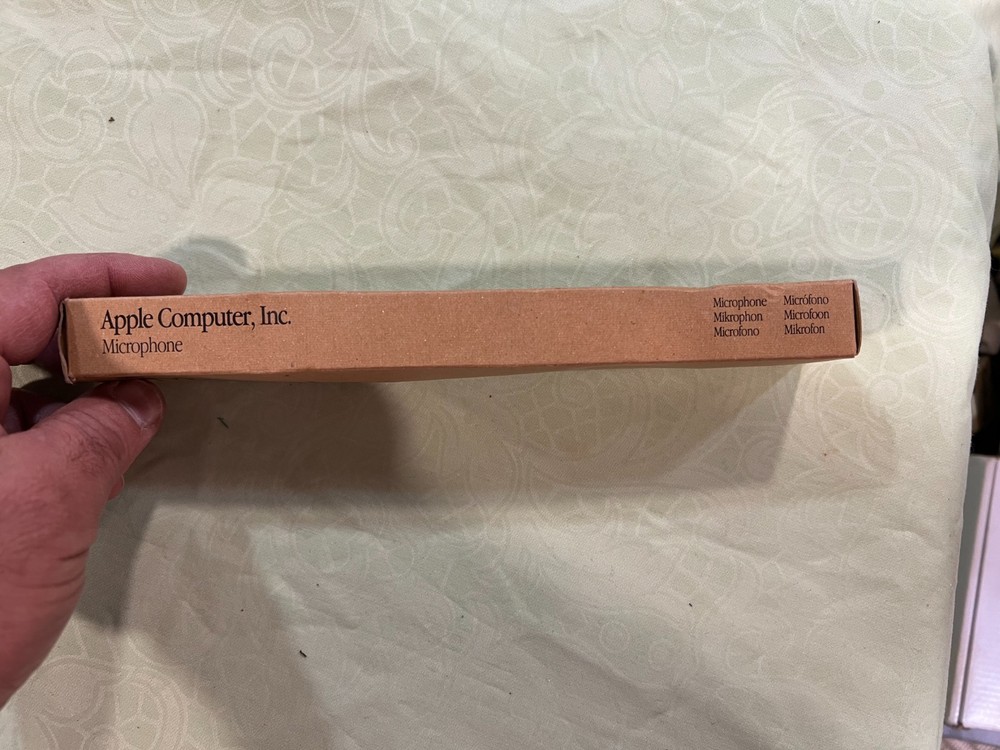 Apple Computer, Inc.
Microphone
Microphone Micrófono
Mikrophon Microfoon
Microfono Mikrofon